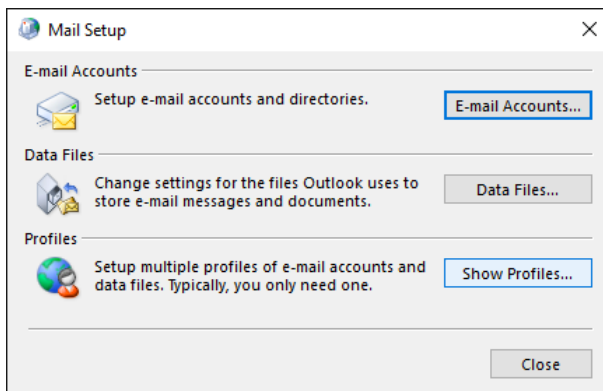 Mail Setup
E-mail Accounts
Setup e-mail accounts and directories.
E-mail Accounts...
Data Files
Change settings for the files Outlook uses to
store e-mail messages and documents.
Data Files...
Profiles
Setup multiple profiles of e-mail accounts and
data files. Typically, you only need one.
Show Profiles...
Close